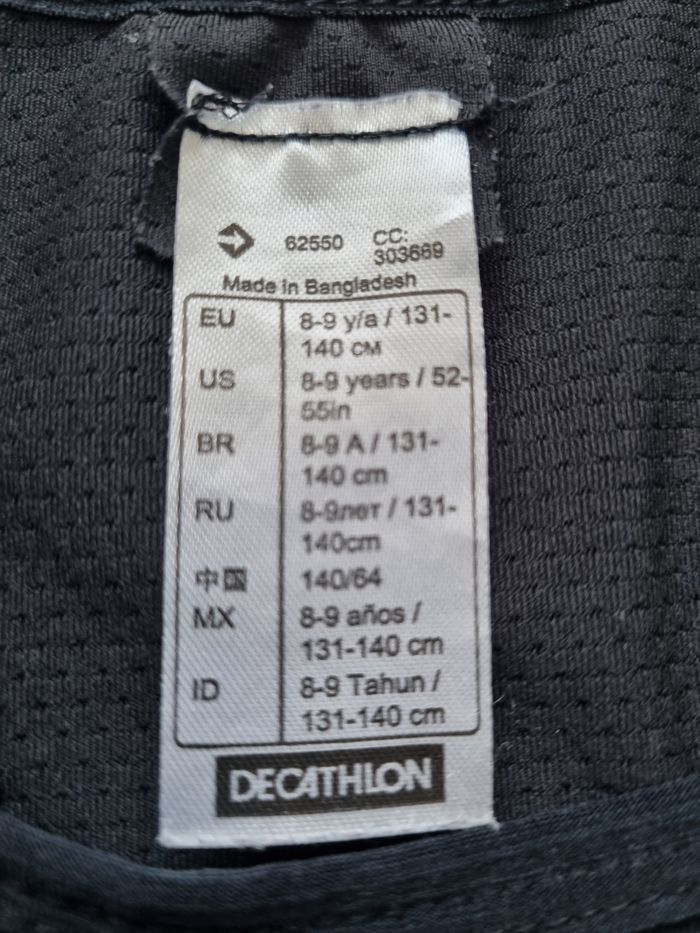 62550 CC:
303669
Made in Bangladesh
EU 8-9 y/a / 131-
140 см
US 8-9 years / 52-
55in
BR 8-9 A / 131-
140 cm
RU 8-9лет / 131-
140cm
中国 140/64
MX 8-9 años /
131-140 cm
ID 8-9 Tahun /
131-140 cm
DECATHLON